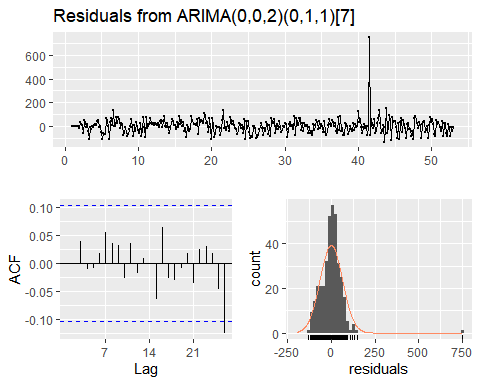 Residuals from ARIMA(0,0,2)(0,1,1)[7]
600
400
200
0
0 10 20 30 40 50
0.10
0.05
0.00
-0.05
-0.10
ACF
7 14 21
Lag
40
20
0
count
-250 0 250 500 750
residuals